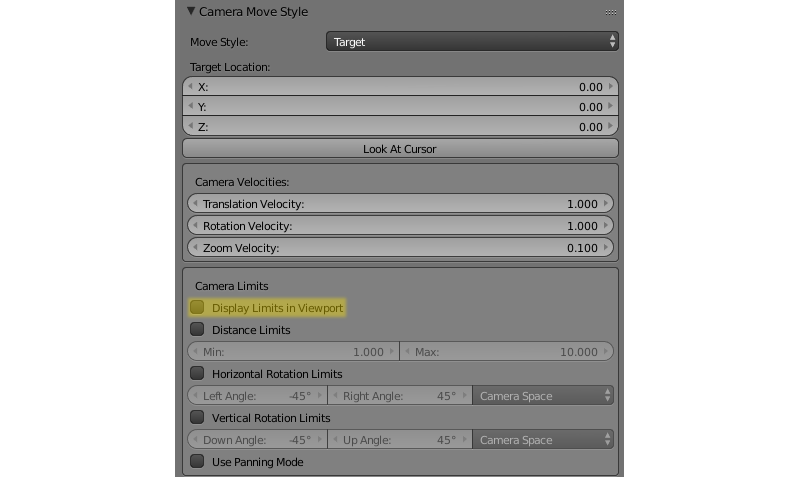 Camera Move Style
Move Style: Target
Target Location:
X: 0.00
Y: 0.00
Z: 0.00
Look At Cursor
Camera Velocities:
Translation Velocity: 1.000
Rotation Velocity: 1.000
Zoom Velocity: 0.100
Camera Limits
Display Limits in Viewport
Distance Limits
Min: 1.000 Max: 10.000
Horizontal Rotation Limits
Left Angle: -45° Right Angle: 45° Camera Space
Vertical Rotation Limits
Down Angle: -45° Up Angle: 45° Camera Space
Use Panning Mode